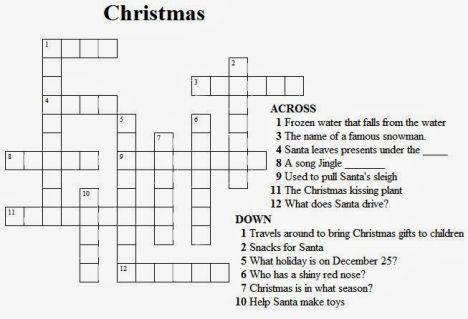 Christmas
1
2
3
ACROSS
1 Frozen water that falls from the water
3 The name of a famous snowman.
4 Santa leaves presents under the _____
8 A song Jingle ________
9 Used to pull Santa's sleigh
11 The Christmas kissing plant
12 What does Santa drive?
4
5
6
7
8
9
10
11
12
DOWN
1 Travels around to bring Christmas gifts to children
2 Snacks for Santa
5 What holiday is on December 25?
6 Who has a shiny red nose?
7 Christmas is in what season?
10 Help Santa make toys